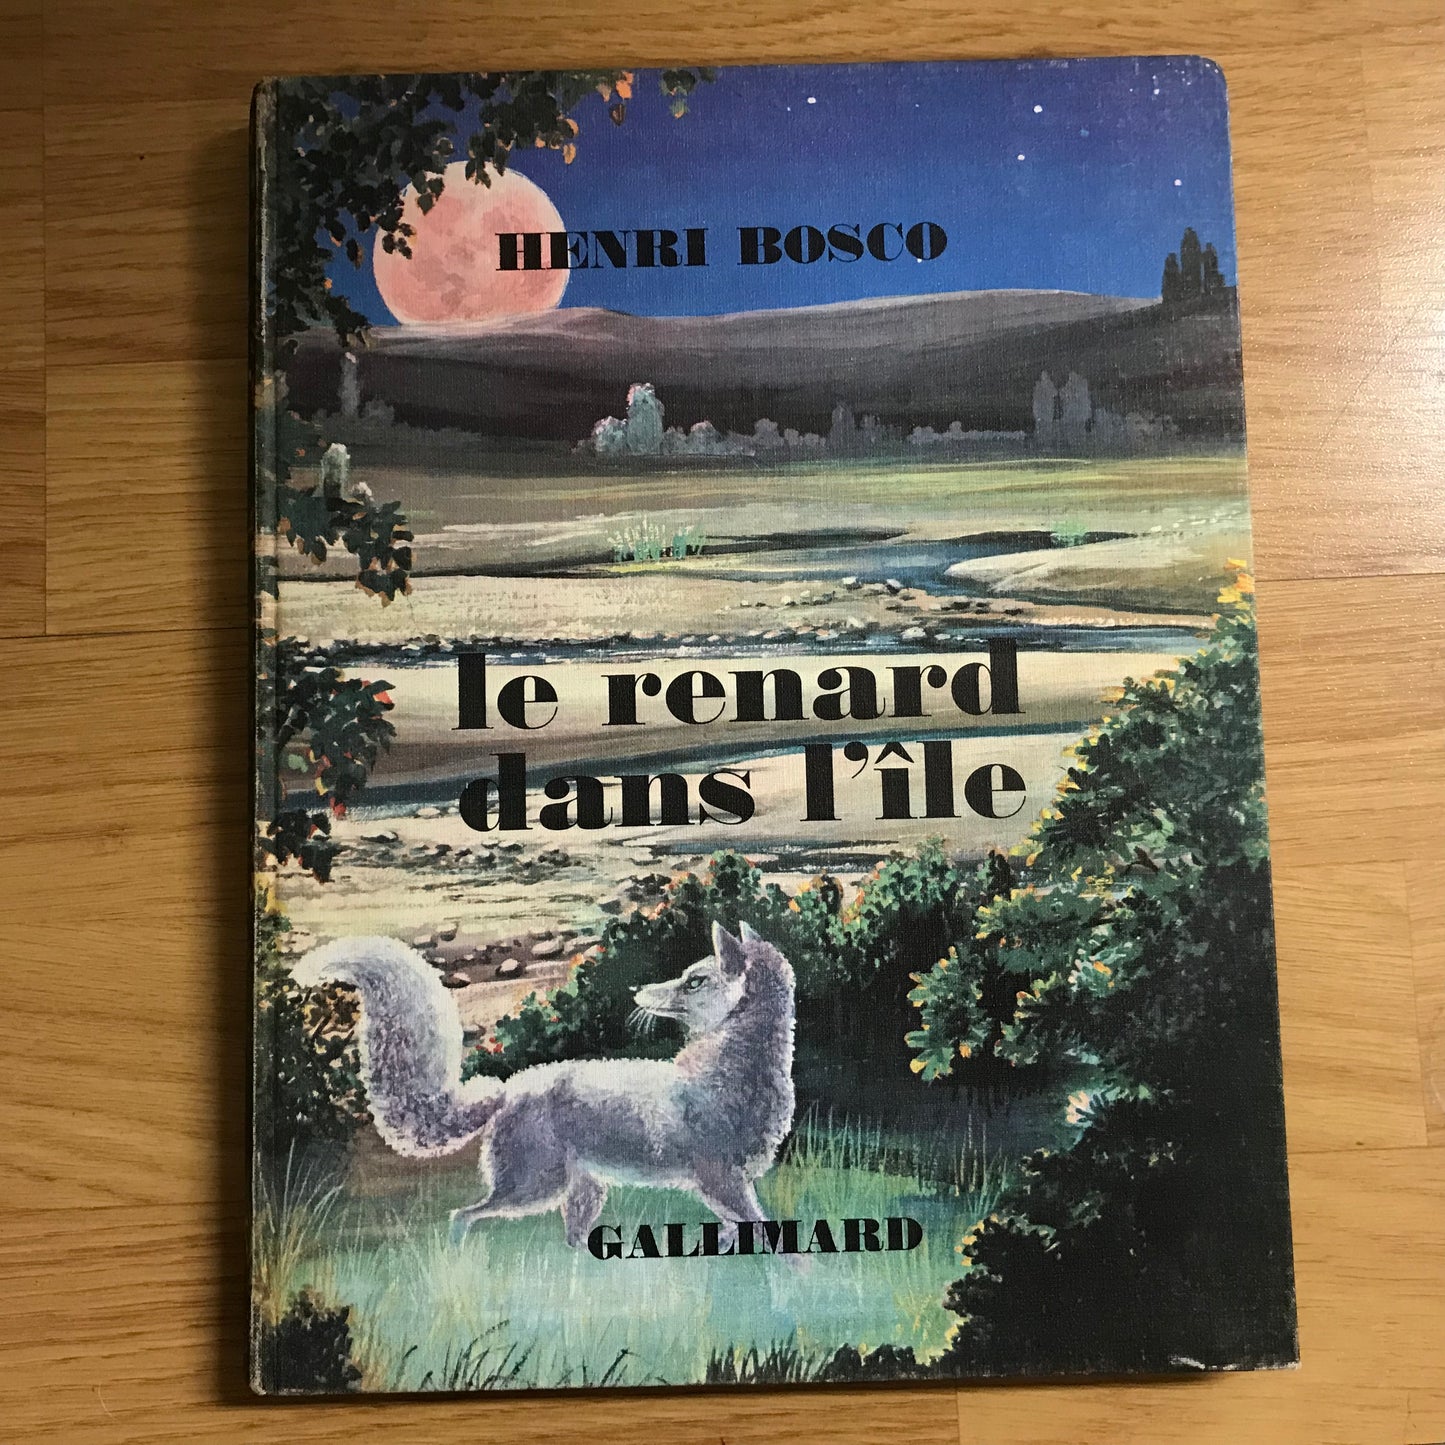 HENRI BOSCO
le renard
dans l'île
GALLIMARD